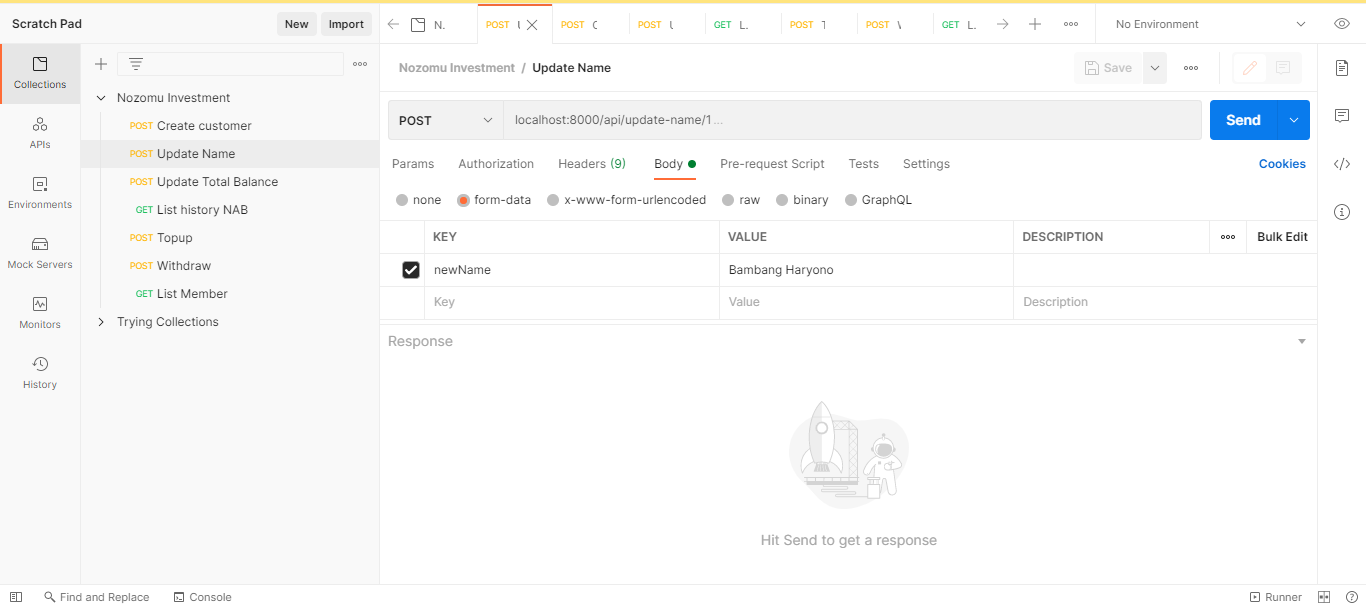 Scratch Pad New Import
N. POST POST POST GET L. POST POST GET L. No Environment
Collections
APIs
Environments
Mock Servers
Monitors
History
Nozomu Investment
POST Create customer
POST Update Name
POST Update Total Balance
GET List history NAB
POST Topup
POST Withdraw
GET List Member
Trying Collections
Nozomu Investment / Update Name Save
POST localhost:8000/api/update-name/1 ... Send
Params Authorization Headers (9) Body Pre-request Script Tests Settings Cookies
none form-data x-www-form-urlencoded raw binary GraphQL
KEY VALUE DESCRIPTION Bulk Edit
newName Bambang Haryono
Key Value Description
Response
Hit Send to get a response
Find and Replace Console Runner